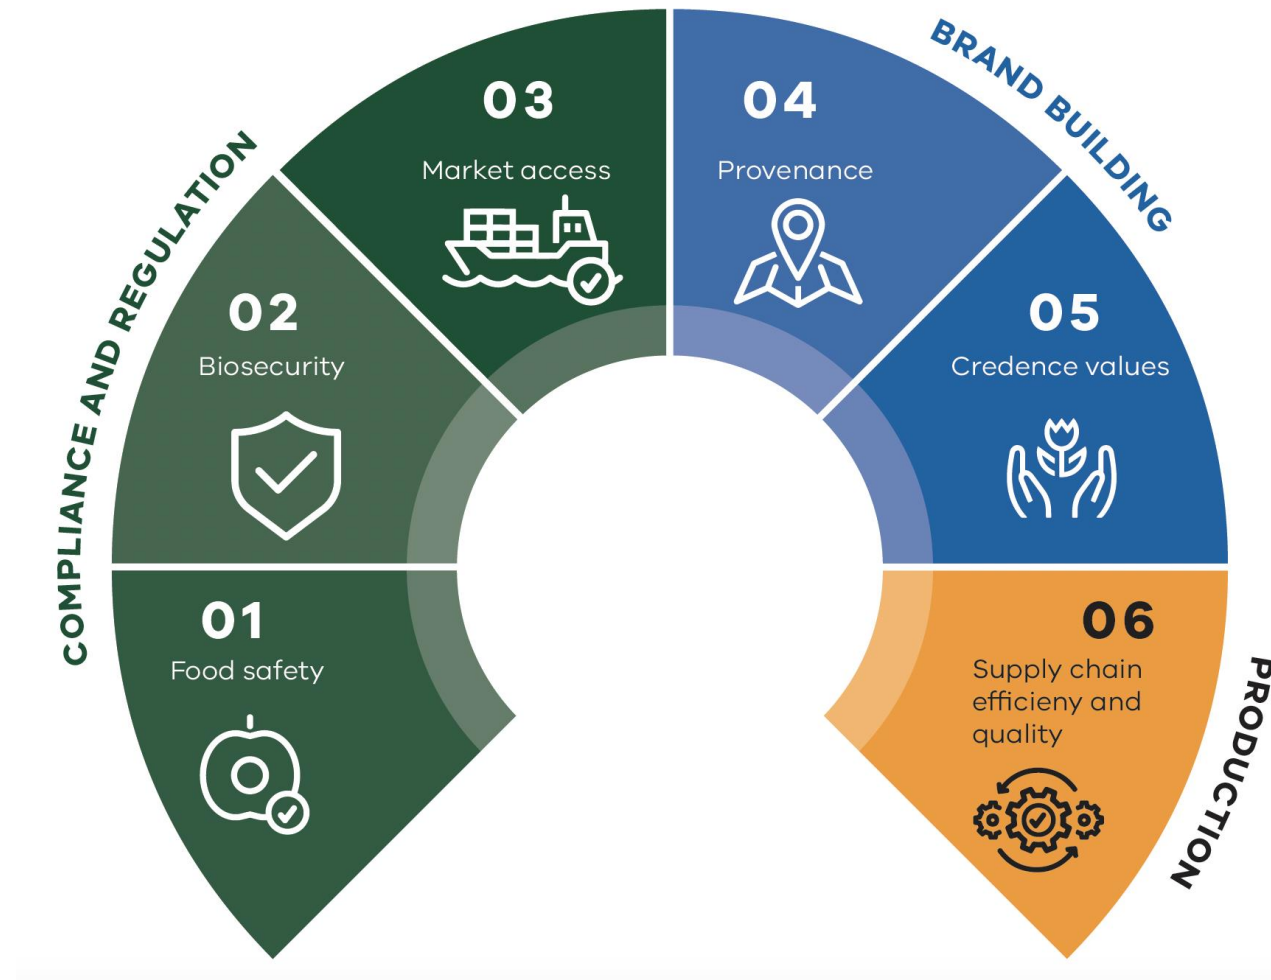 COMPLIANCE AND REGULATION
01
Food safety
02
Biosecurity
03
Market access
BRAND BUILDING
04
Provenance
05
Credence values
PRODUCTION
06
Supply chain
efficieny and
quality